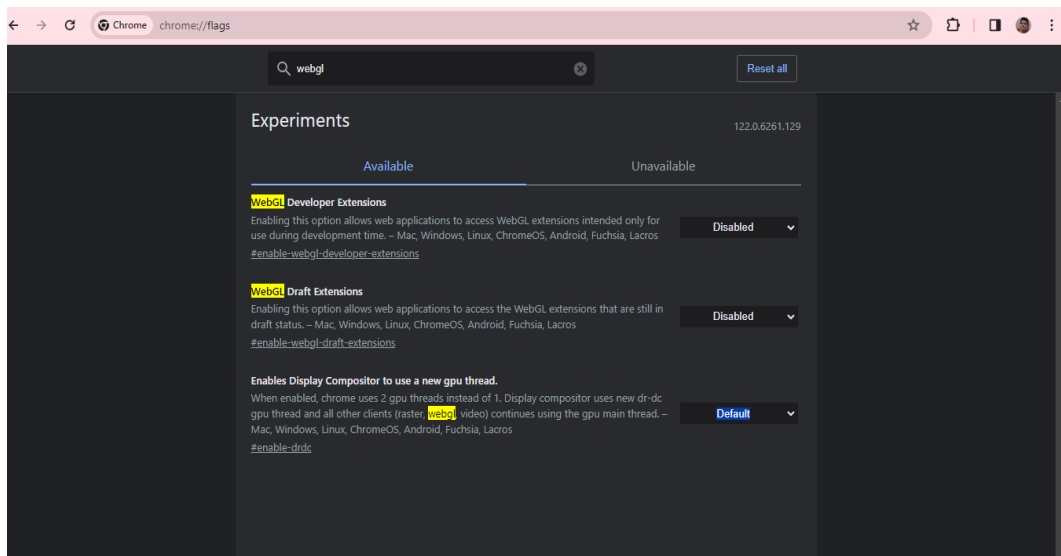 Chrome chrome://flags
webgl
Reset all
Experiments
122.0.6261.129
Available
Unavailable
WebGL Developer Extensions
Enabling this option allows web applications to access WebGL extensions intended only for
use during development time. – Mac, Windows, Linux, ChromeOS, Android, Fuchsia, Lacros
#enable-webgl-developer-extensions
Disabled
WebGL Draft Extensions
Enabling this option allows web applications to access the WebGL extensions that are still in
draft status. – Mac, Windows, Linux, ChromeOS, Android, Fuchsia, Lacros
#enable-webgl-draft-extensions
Disabled
Enables Display Compositor to use a new gpu thread.
When enabled, chrome uses 2 gpu threads instead of 1. Display compositor uses new dr-dc
gpu thread and all other clients (raster, webgl, video) continues using the gpu main thread. –
Mac, Windows, Linux, ChromeOS, Android, Fuchsia, Lacros
#enable-drdc
Default